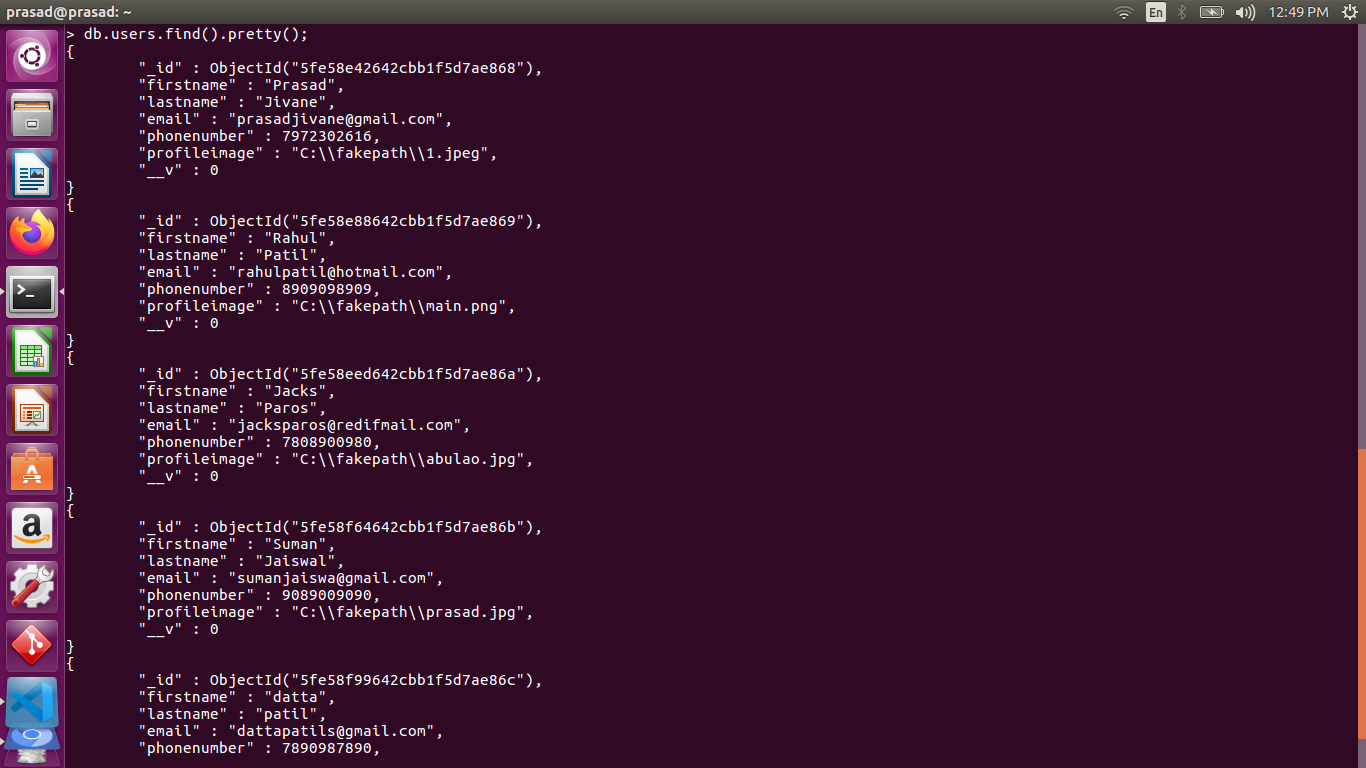 prasad@prasad: ~
En
12:49 PM
> db.users.find().pretty();
{
"_id" : ObjectId("5fe58e42642cbb1f5d7ae868"),
"firstname" : "Prasad",
"lastname" : "Jivane",
"email" : "prasadjivane@gmail.com",
"phonenumber" : 7972302616,
"profileimage" : "C:\\fakepath\\1.jpeg",
"__v" : 0
}
{
"_id" : ObjectId("5fe58e88642cbb1f5d7ae869"),
"firstname" : "Rahul",
"lastname" : "Patil",
"email" : "rahulpatil@hotmail.com",
"phonenumber" : 8909098909,
"profileimage" : "C:\\fakepath\\main.png",
"__v" : 0
}
{
"_id" : ObjectId("5fe58eed642cbb1f5d7ae86a"),
"firstname" : "Jacks",
"lastname" : "Paros",
"email" : "jacksparos@redifmail.com",
"phonenumber" : 7808900980,
"profileimage" : "C:\\fakepath\\abulao.jpg",
"__v" : 0
}
{
"_id" : ObjectId("5fe58f64642cbb1f5d7ae86b"),
"firstname" : "Suman",
"lastname" : "Jaiswal",
"email" : "sumanjaiswa@gmail.com",
"phonenumber" : 9089009090,
"profileimage" : "C:\\fakepath\\prasad.jpg",
"__v" : 0
}
{
"_id" : ObjectId("5fe58f99642cbb1f5d7ae86c"),
"firstname" : "datta",
"lastname" : "patil",
"email" : "dattapatils@gmail.com",
"phonenumber" : 7890987890,